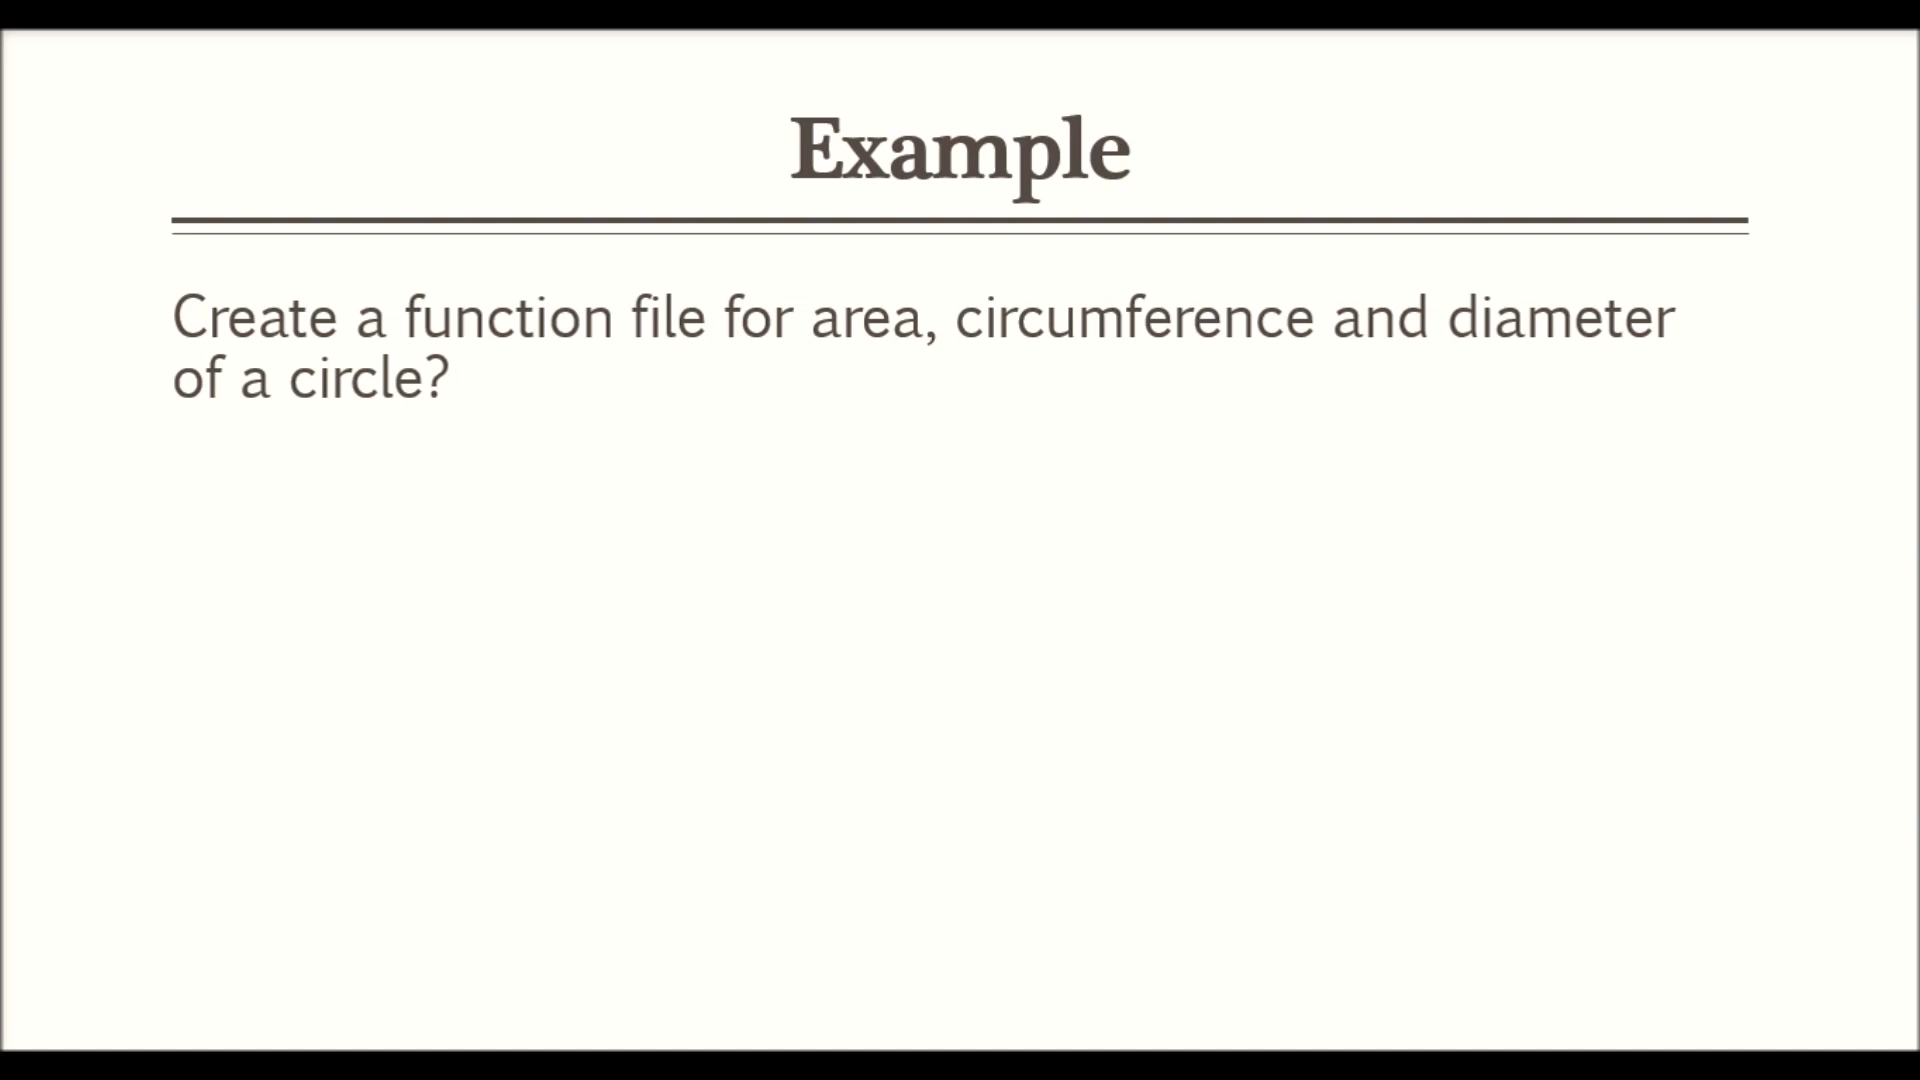 Example
Create a function file for area, circumference and diameter
of a circle?